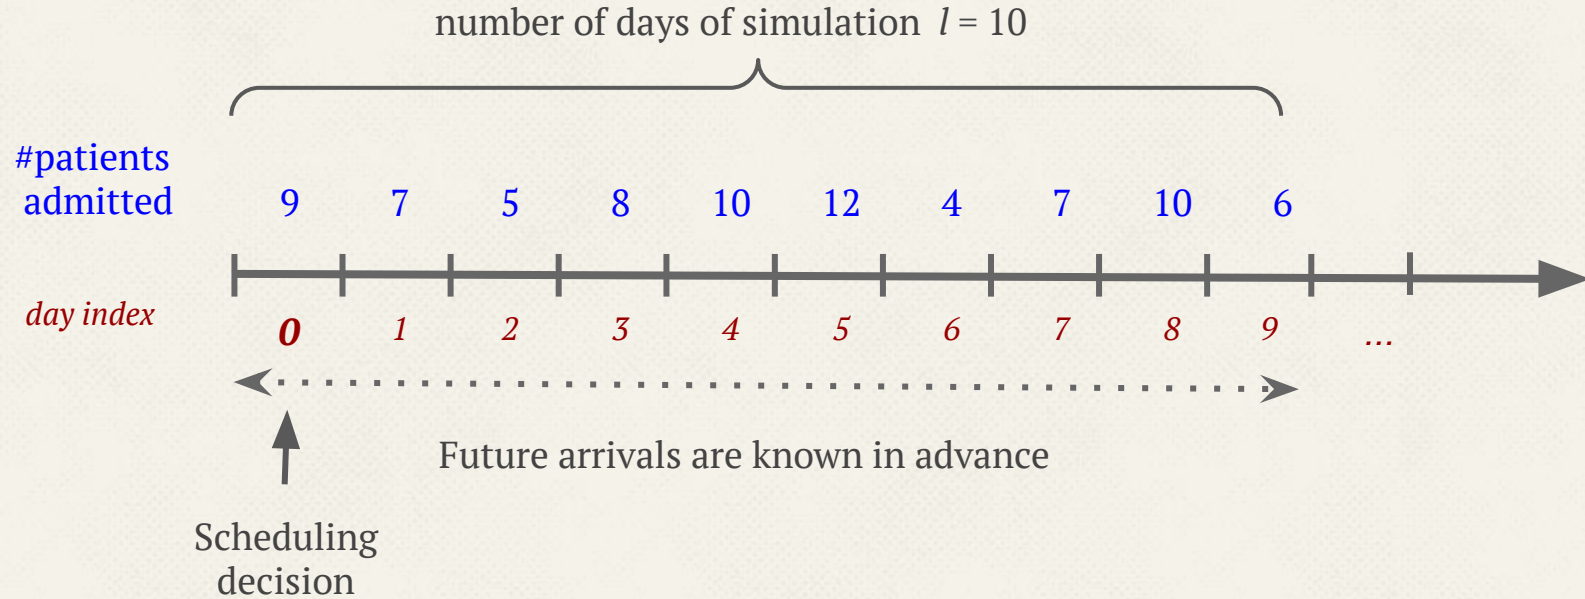 number of days of simulation l = 10
#patients
admitted
9 7 5 8 10 12 4 7 10 6
day index
0 1 2 3 4 5 6 7 8 9 ...
Future arrivals are known in advance
Scheduling
decision